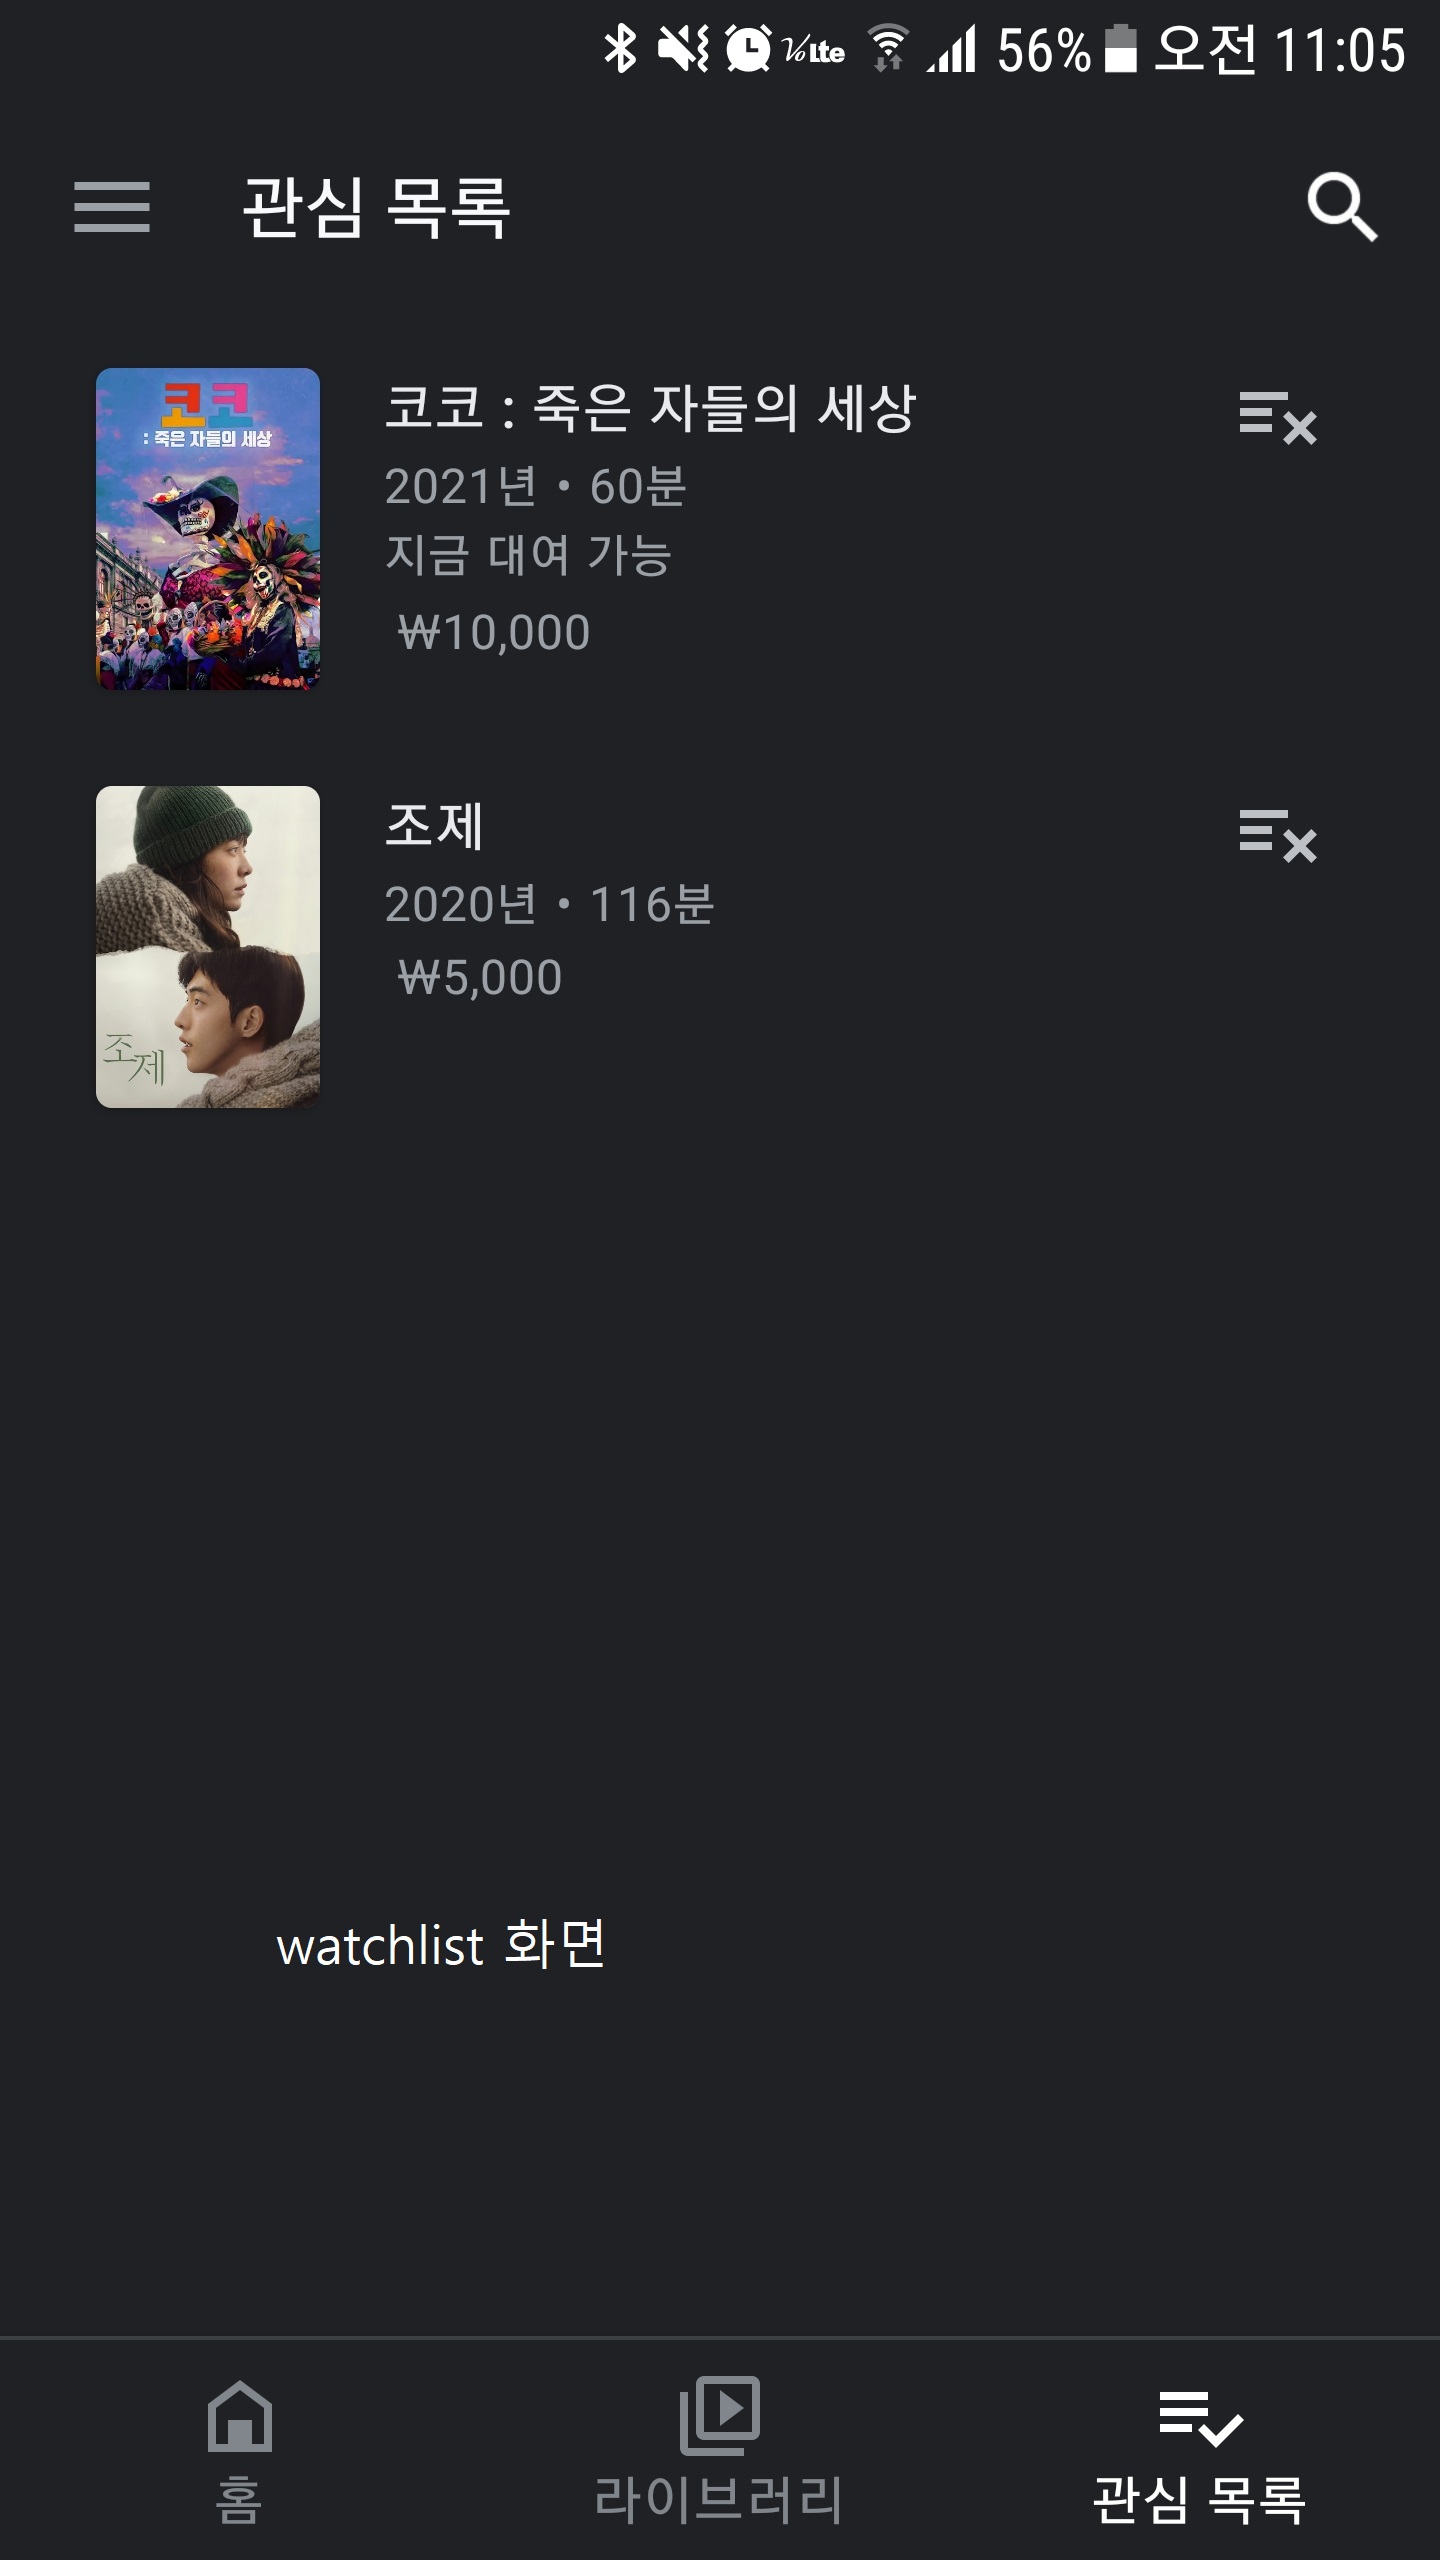 VoLte 56% 오전 11:05
관심 목록
코코
: 죽은 자들의 세상
코코 : 죽은 자들의 세상
2021년 • 60분
지금 대여 가능
₩10,000
조제
조제
2020년 • 116분
₩5,000
watchlist 화면
홈
라이브러리
관심 목록